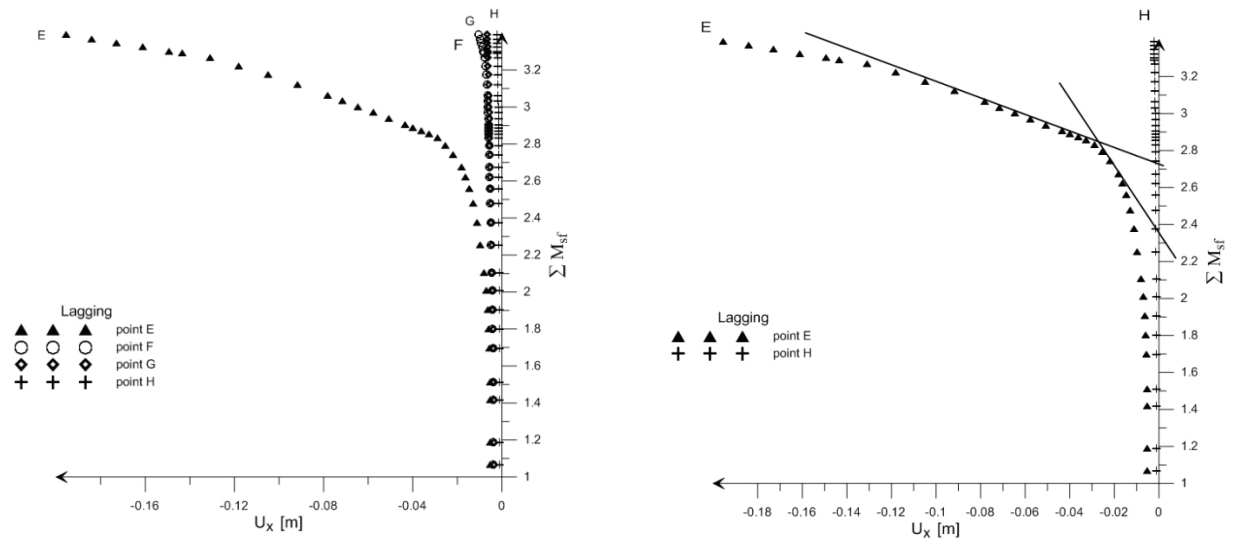 E
G
H
F
3.2
3
2.8
2.6
2.4
2.2
2
1.8
1.6
1.4
1.2
1
∑ Msf
Lagging
point E
point F
point G
point H
-0.16 -0.12 -0.08 -0.04 0
Ux [m]
H
E
3.2
3
2.8
2.6
2.4
2.2
2
1.8
1.6
1.4
1.2
1
∑ Msf
Lagging
point E
point H
-0.18 -0.16 -0.14 -0.12 -0.10 -0.08 -0.06 -0.04 -0.02 0
Ux [m]